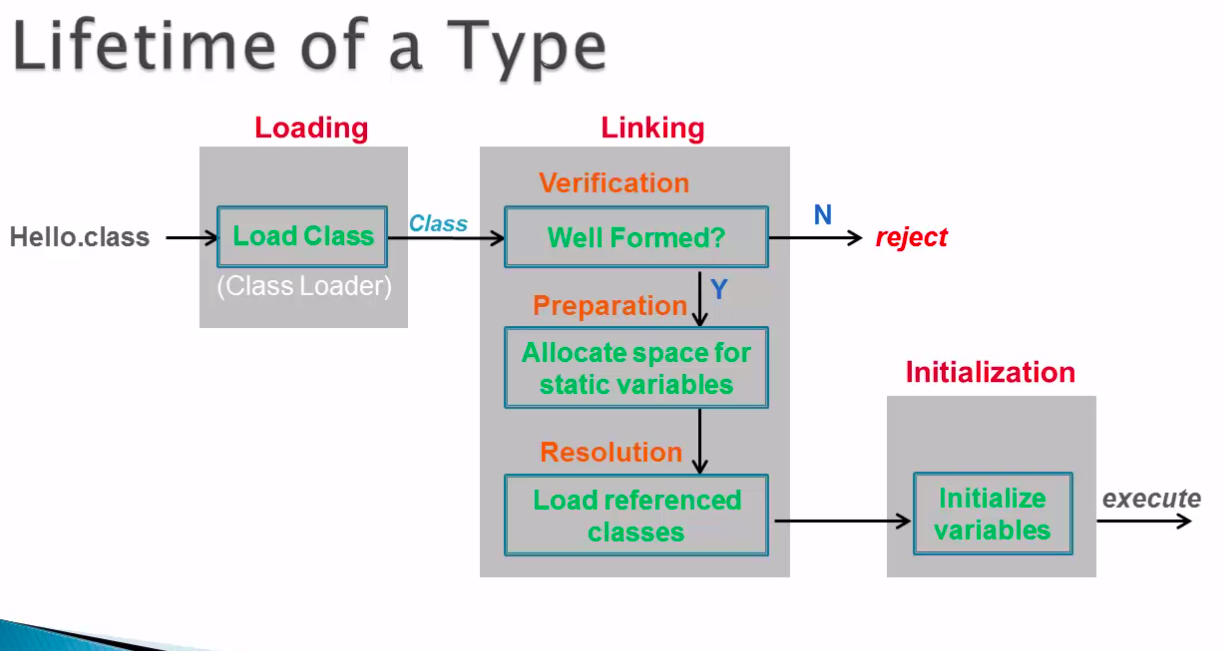 Lifetime of a Type
Loading
Linking
Verification
Hello.class
Load Class
Class
Well Formed?
N
reject
(Class Loader)
Y
Preparation
Allocate space for
static variables
Initialization
Resolution
Load referenced
classes
Initialize
variables
execute